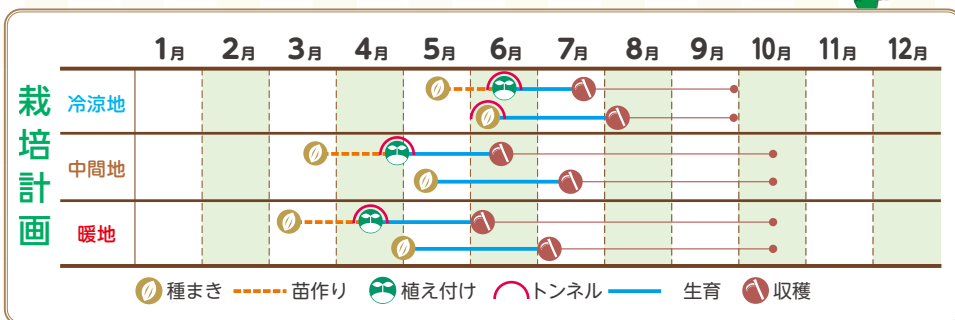 1月 2月 3月 4月 5月 6月 7月 8月 9月 10月 11月 12月
栽培計画
冷涼地
中間地
暖地
種まき 苗作り 植え付け トンネル 生育 収穫